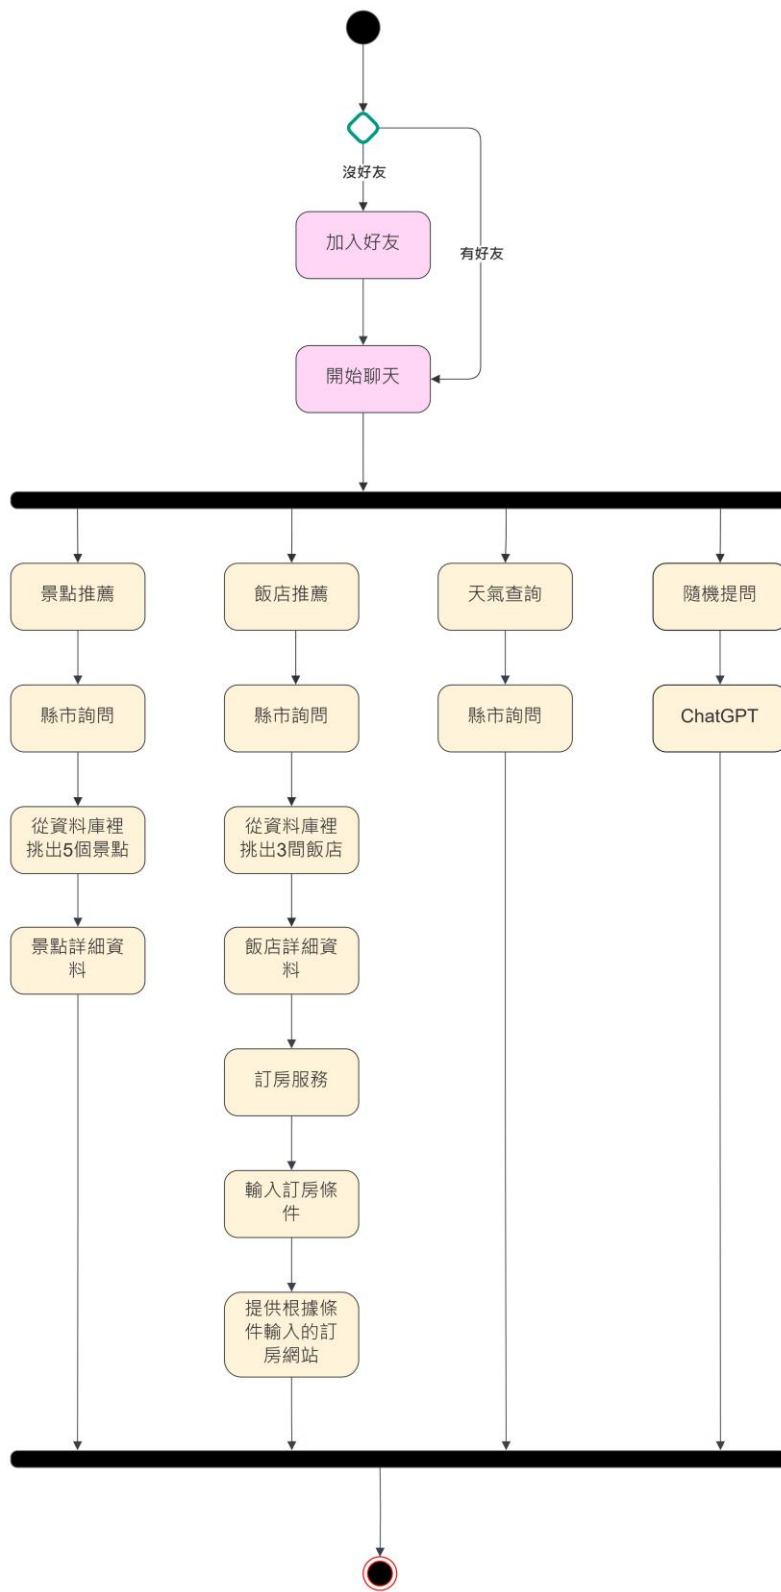 沒好友
加入好友
有好友
開始聊天
景點推薦
飯店推薦
天氣查詢
隨機提問
縣市詢問
縣市詢問
縣市詢問
ChatGPT
從資料庫裡
挑出5個景點
從資料庫裡
挑出3間飯店
景點詳細資
料
飯店詳細資
料
訂房服務
輸入訂房條
件
提供根據條
件輸入的訂
房網站